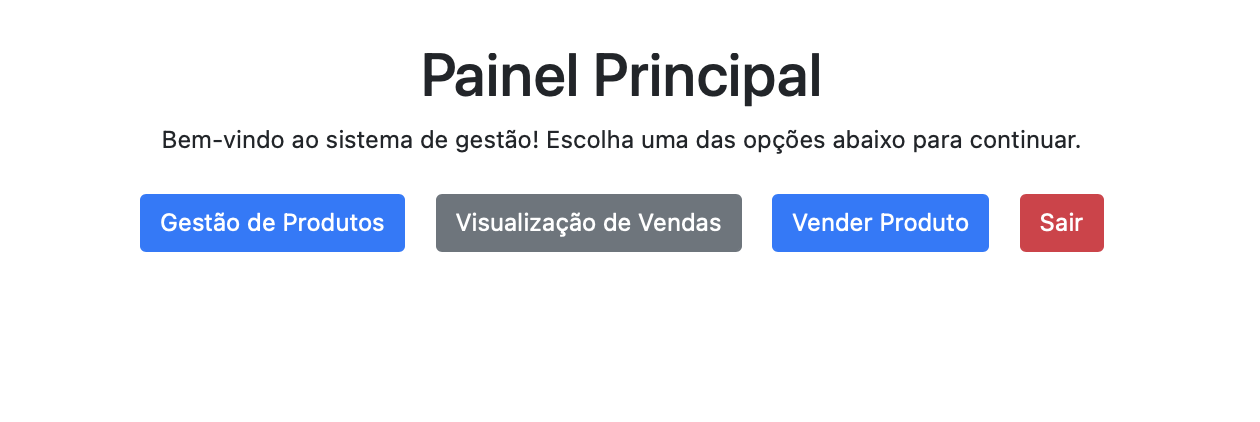 Painel Principal
Bem-vindo ao sistema de gestão! Escolha uma das opções abaixo para continuar.
Gestão de Produtos Visualização de Vendas Vender Produto Sair